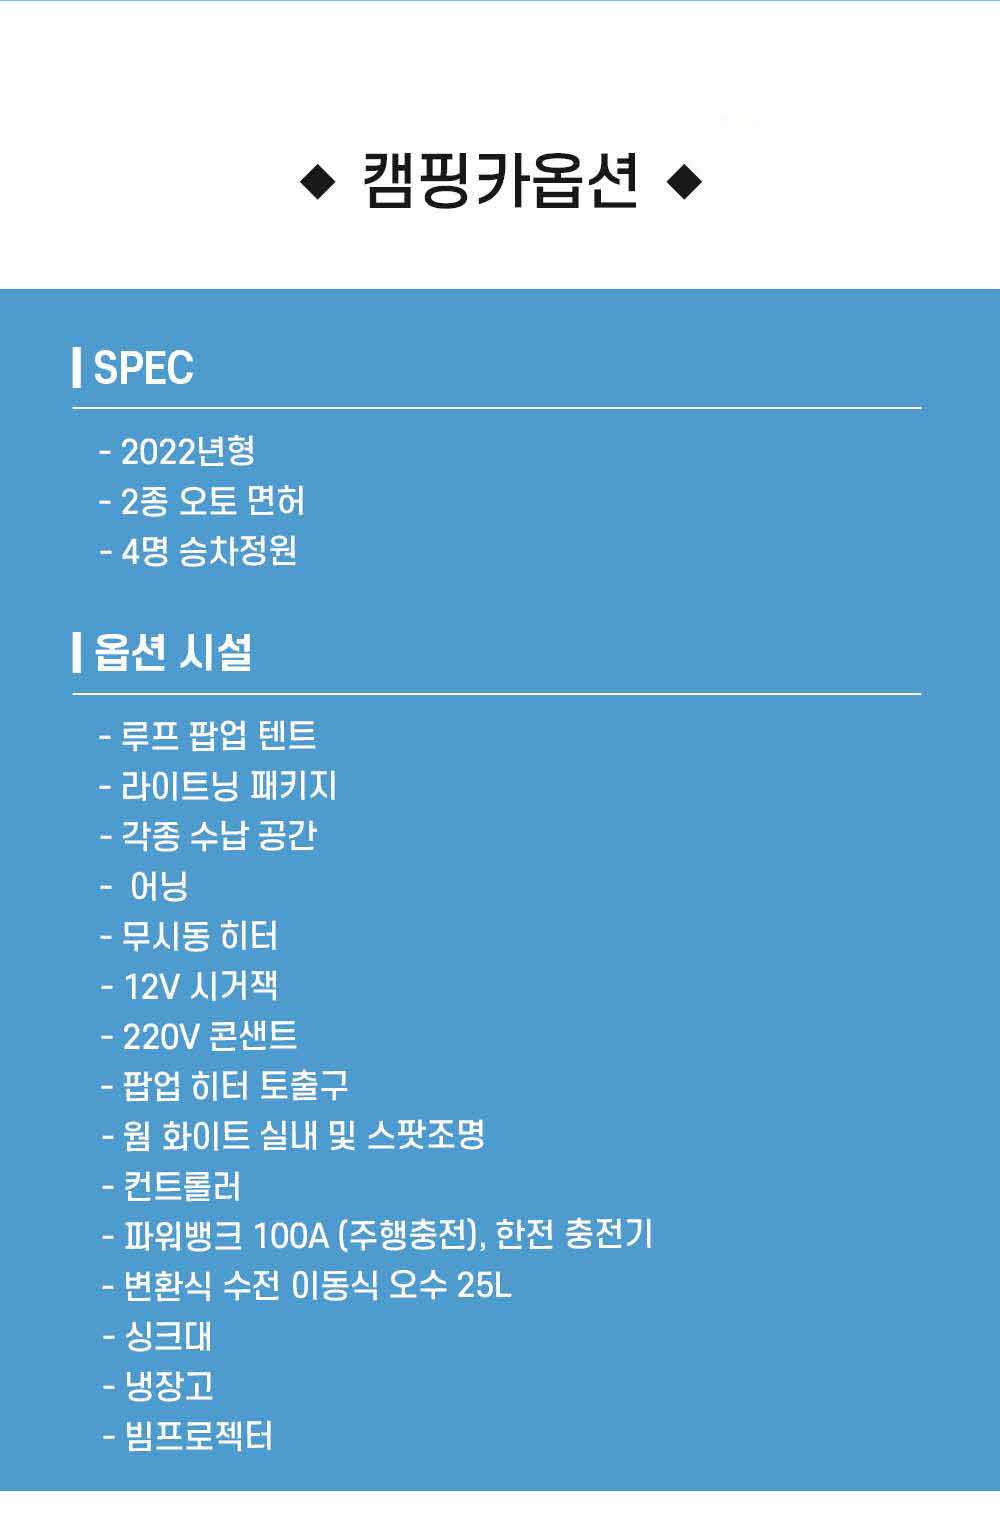 ◆ 캠핑카옵션 ◆
SPEC
- 2022년형
- 2종 오토 면허
- 4명 승차정원
옵션 시설
- 루프 팝업 텐트
- 라이트닝 패키지
- 각종 수납 공간
- 어닝
- 무시동 히터
- 12V 시거잭
- 220V 콘샌트
- 팝업 히터 토출구
- 웜 화이트 실내 및 스팟조명
- 컨트롤러
- 파워뱅크 100A (주행충전), 한전 충전기
- 변환식 수전 이동식 오수 25L
- 싱크대
- 냉장고
- 빔프로젝터